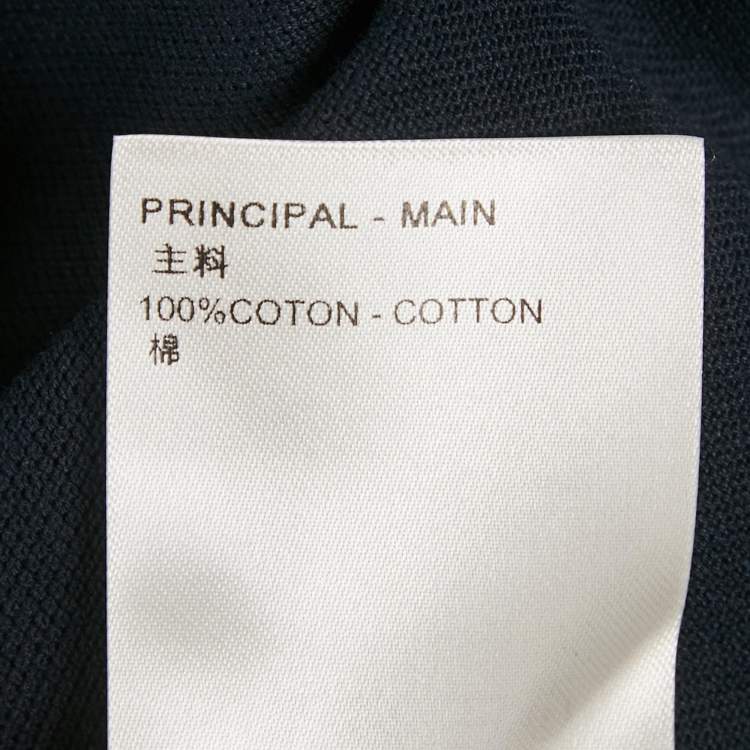 PRINCIPAL - MAIN
主料
100%COTON - COTTON
棉